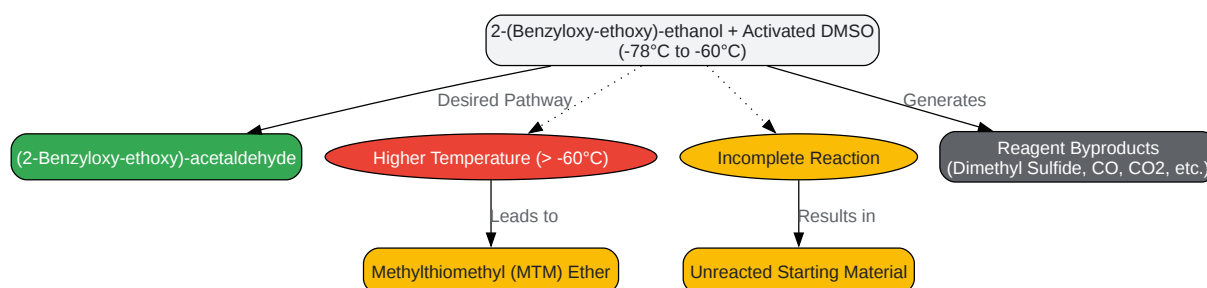 2-(Benzyloxy-ethoxy)-ethanol + Activated DMSO
(-78°C to -60°C)
Desired Pathway
Generates
(2-Benzyloxy-ethoxy)-acetaldehyde
Higher Temperature (> -60°C)
Incomplete Reaction
Reagent Byproducts
(Dimethyl Sulfide, CO, CO2, etc.)
Leads to
Results in
Methylthiomethyl (MTM) Ether
Unreacted Starting Material